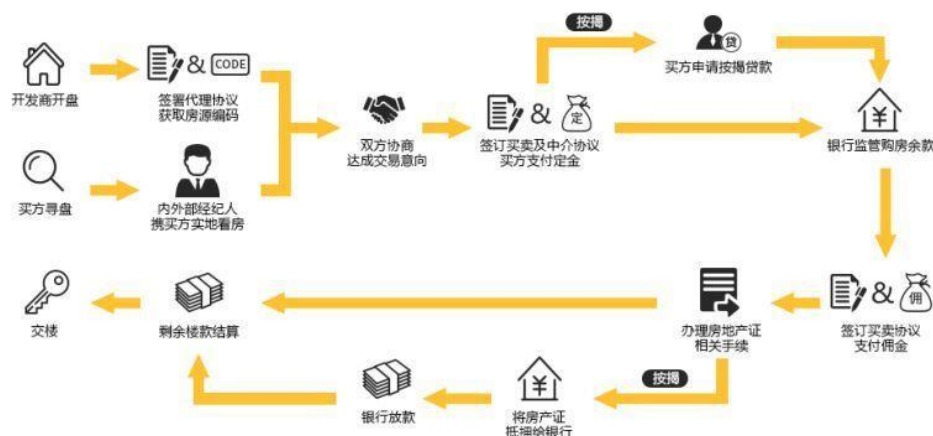 按揭
贷
& CODE
&
定
¥
开发商开盘
签署代理协议
获取房源编码
双方协商
达成交易意向
签订买卖及中介协议
买方支付定金
买方申请按揭贷款
银行监管购房余款
买方寻盘
内外部经纪人
携买方实地看房
交楼
剩余楼款结算
办理房地产证
相关手续
&
佣
签订买卖协议
支付佣金
按揭
¥
银行放款
将房产证
抵押给银行